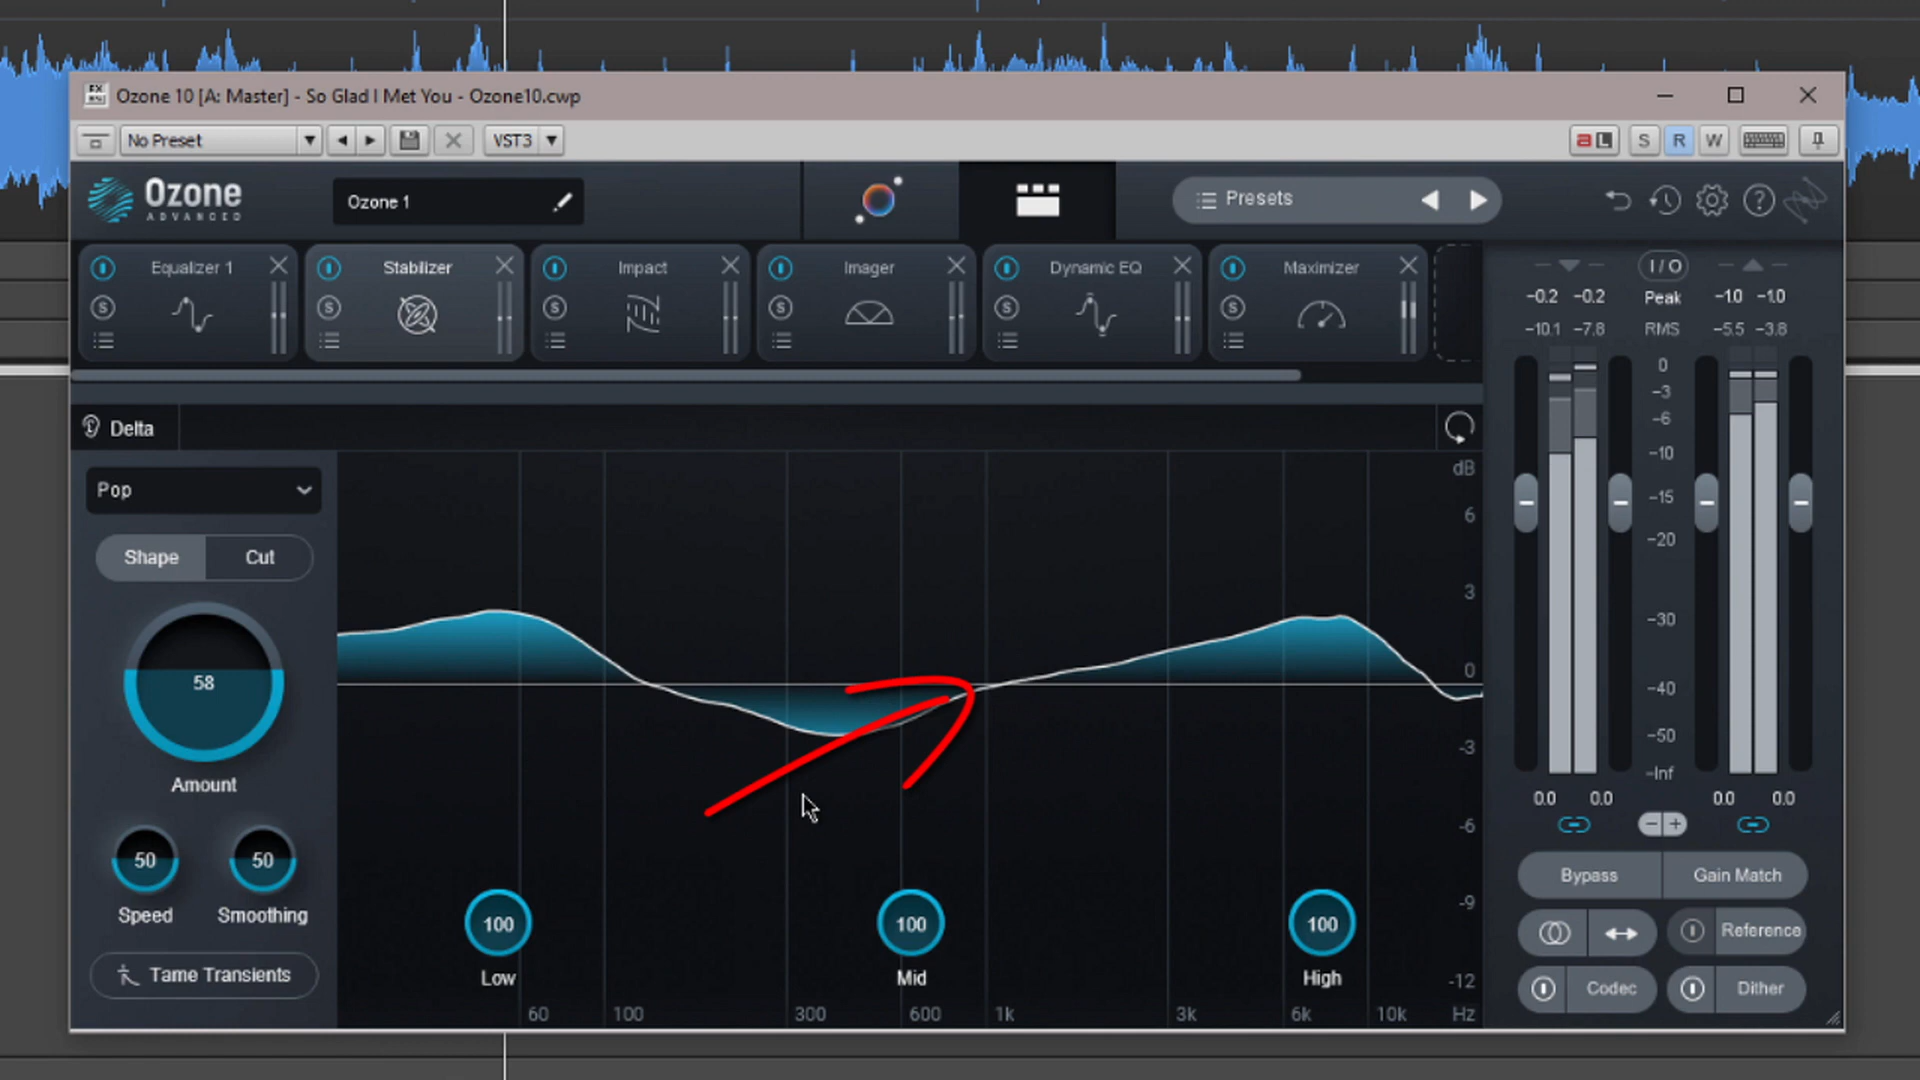 Ozone 10 [A: Master] - So Glad I Met You - Ozone10.cwp
No Preset
VST3
S
R
W
Ozone
ADVANCED
Ozone 1
Presets
Equalizer 1
Stabilizer
Impact
Imager
Dynamic EQ
Maximizer
S
S
S
S
S
S
I / O
-0.2 -0.2 Peak -1.0 -1.0
-10.1 -7.8 RMS -5.5 -3.8
0
-3
-6
-10
-15
-20
-30
-40
-50
-Inf
0.0 0.0 0.0 0.0
Bypass
Gain Match
Reference
Codec
Dither
Delta
Pop
Shape
Cut
58
Amount
50
50
Speed
Smoothing
Tame Transients
dB
6
3
0
-3
-6
-9
-12
100
Low
100
Mid
100
High
60 100 300 600 1k 3k 6k 10k Hz